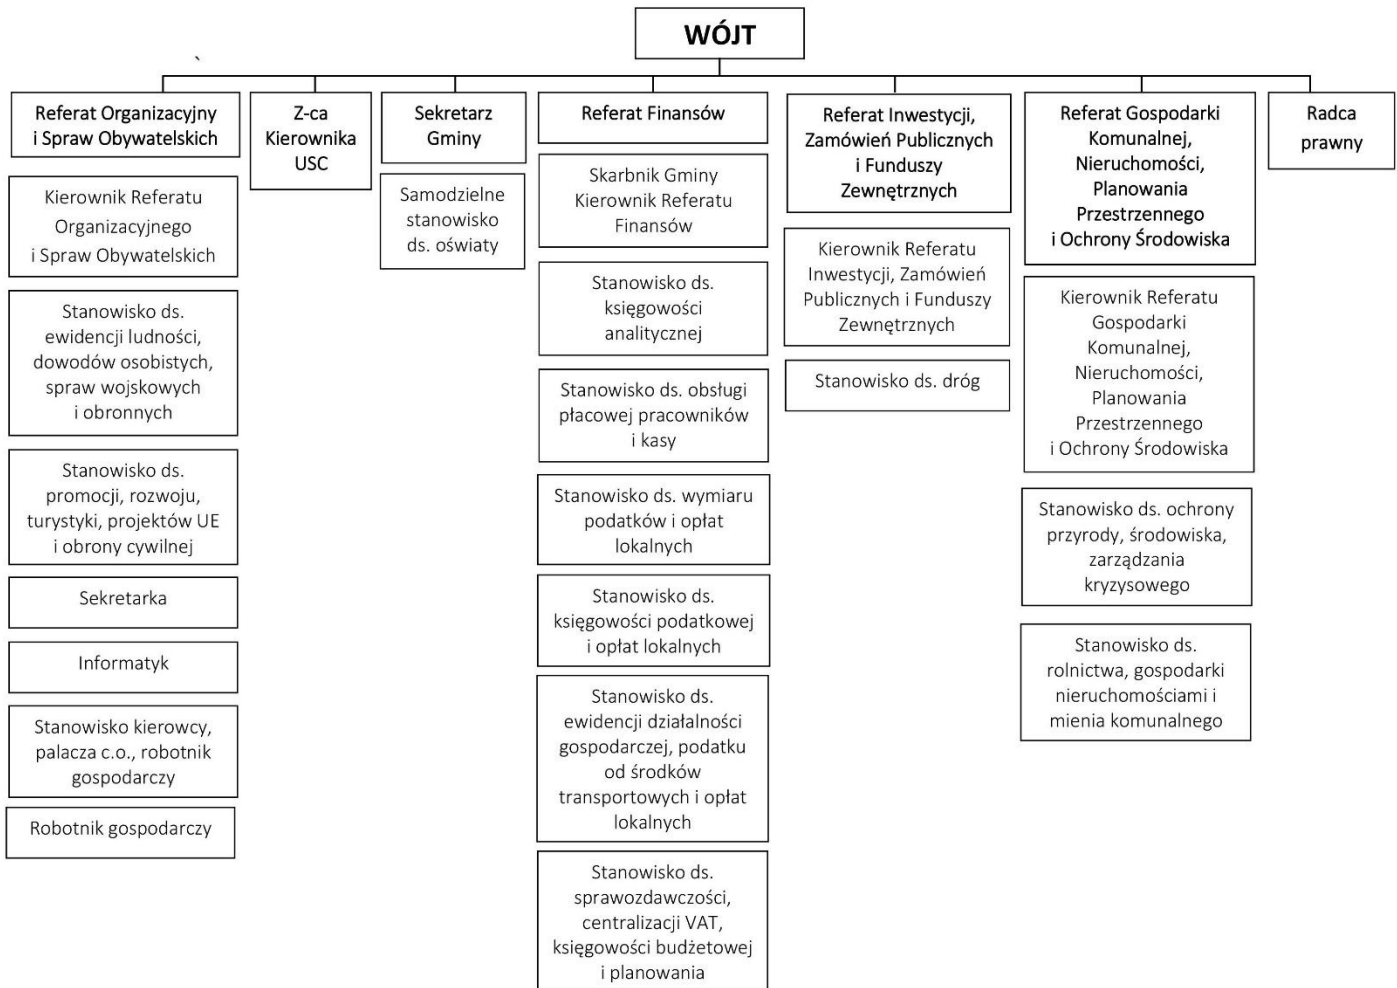 WÓJT
Referat Organizacyjny
i Spraw Obywatelskich
Kierownik Referatu
Organizacyjnego
i Spraw Obywatelskich
Stanowisko ds.
ewidencji ludności,
dowodów osobistych,
spraw wojskowych
i obronnych
Stanowisko ds.
promocji, rozwoju,
turystyki, projektów UE
i obrony cywilnej
Sekretarka
Informatyk
Stanowisko kierowcy,
palacza c.o., robotnik
gospodarczy
Robotnik gospodarczy
Z-ca
Kierownika
USC
Sekretarz
Gminy
Samodzielne
stanowisko
ds. oświaty
Referat Finansów
Skarbnik Gminy
Kierownik Referatu
Finansów
Stanowisko ds.
księgowości
analitycznej
Stanowisko ds. obsługi
płacowej pracowników
i kasy
Stanowisko ds. wymiaru
podatków i opłat
lokalnych
Stanowisko ds.
księgowości podatkowej
i opłat lokalnych
Stanowisko ds.
ewidencji działalności
gospodarczej, podatku
od środków
transportowych i opłat
lokalnych
Stanowisko ds.
sprawozdawczości,
centralizacji VAT,
księgowości budżetowej
i planowania
Referat Inwestycji,
Zamówień Publicznych
i Funduszy
Zewnętrznych
Kierownik Referatu
Inwestycji, Zamówień
Publicznych i Funduszy
Zewnętrznych
Stanowisko ds. dróg
Referat Gospodarki
Komunalnej,
Nieruchomości,
Planowania
Przestrzennego
i Ochrony Środowiska
Kierownik Referatu
Gospodarki
Komunalnej,
Nieruchomości,
Planowania
Przestrzennego
i Ochrony Środowiska
Stanowisko ds. ochrony
przyrody, środowiska,
zarządzania
kryzysowego
Stanowisko ds.
rolnictwa, gospodarki
nieruchomościami i
mienia komunalnego
Radca
prawny